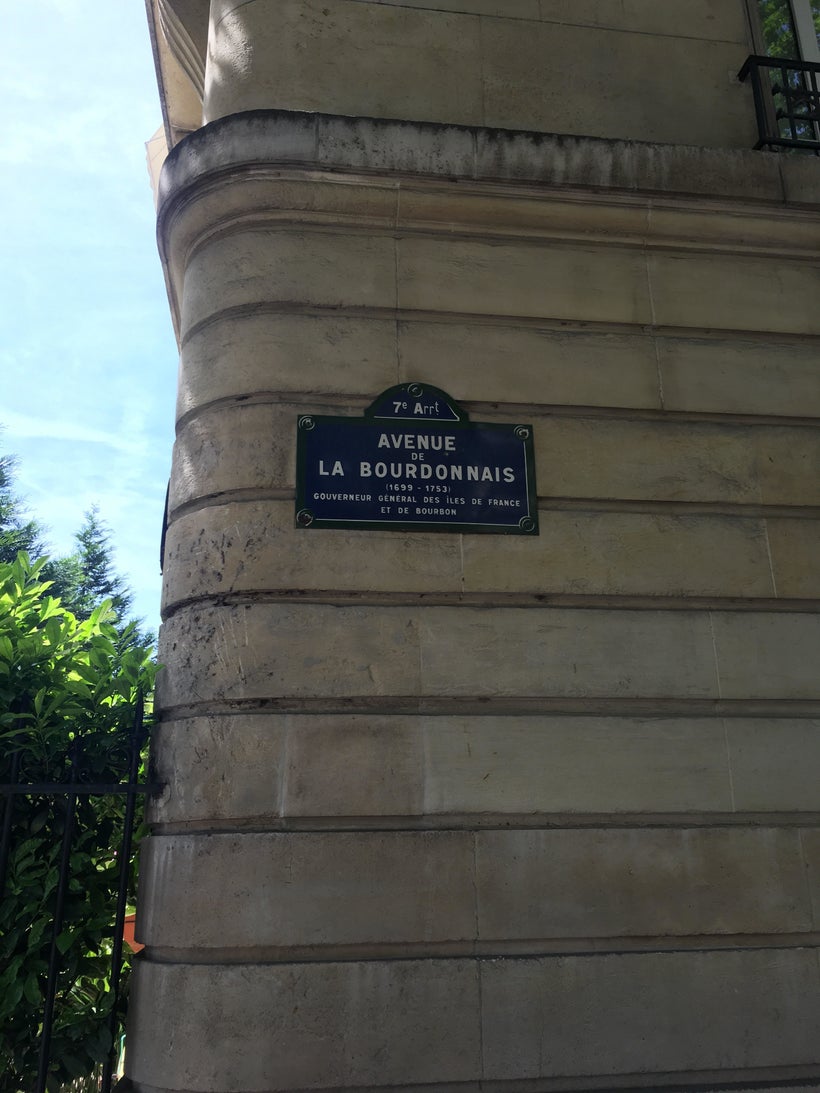 7e Arrt
AVENUE
DE
LA BOURDONNAIS
(1699 - 1753)
GOUVERNEUR GÉNÉRAL DES ÎLES DE FRANCE
ET DE BOURBON